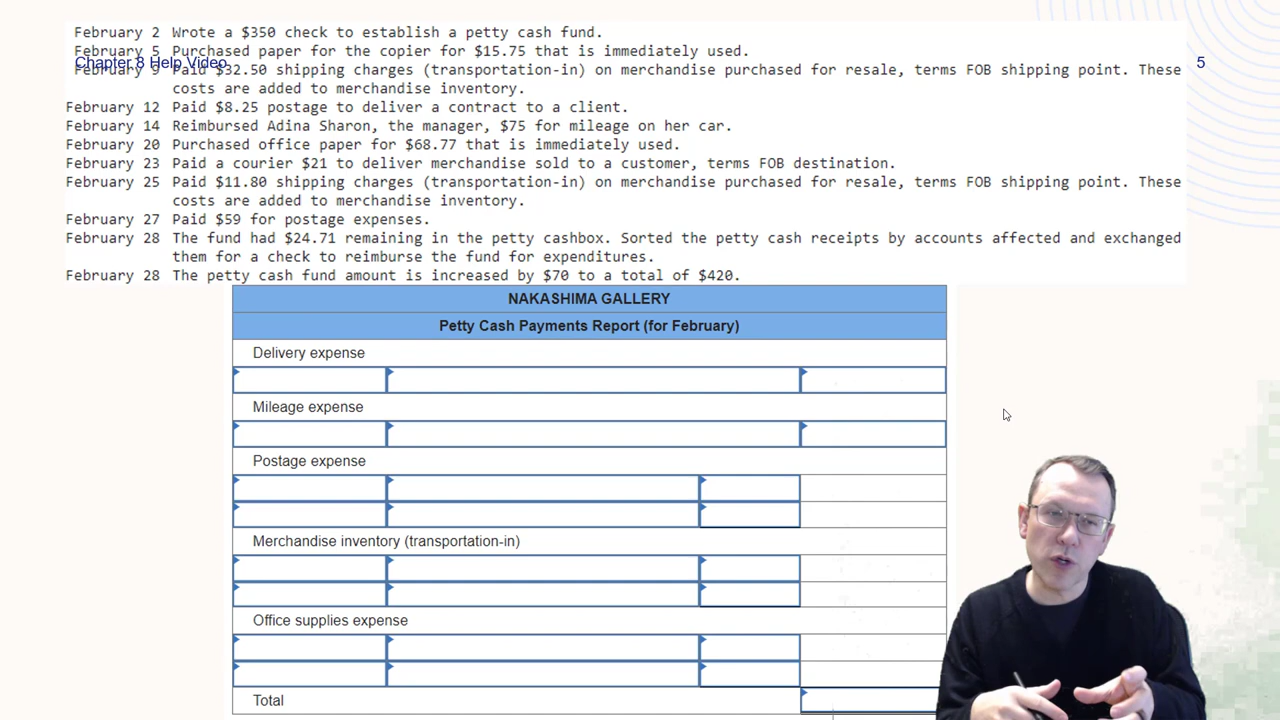 February 2 Wrote a $350 check to establish a petty cash fund.
February 5 Purchased paper for the copier for $15.75 that is immediately used.
Chapter 8 Help Video
5
February 9 Paid $32.50 shipping charges (transportation-in) on merchandise purchased for resale, terms FOB shipping point. These
costs are added to merchandise inventory.
February 12 Paid $8.25 postage to deliver a contract to a client.
February 14 Reimbursed Adina Sharon, the manager, $75 for mileage on her car.
February 20 Purchased office paper for $68.77 that is immediately used.
February 23 Paid a courier $21 to deliver merchandise sold to a customer, terms FOB destination.
February 25 Paid $11.80 shipping charges (transportation-in) on merchandise purchased for resale, terms FOB shipping point. These
costs are added to merchandise inventory.
February 27 Paid $59 for postage expenses.
February 28 The fund had $24.71 remaining in the petty cashbox. Sorted the petty cash receipts by accounts affected and exchanged
them for a check to reimburse the fund for expenditures.
February 28 The petty cash fund amount is increased by $70 to a total of $420.
NAKASHIMA GALLERY
Petty Cash Payments Report (for February)
Delivery expense
Mileage expense
Postage expense
Merchandise inventory (transportation-in)
Office supplies expense
Total